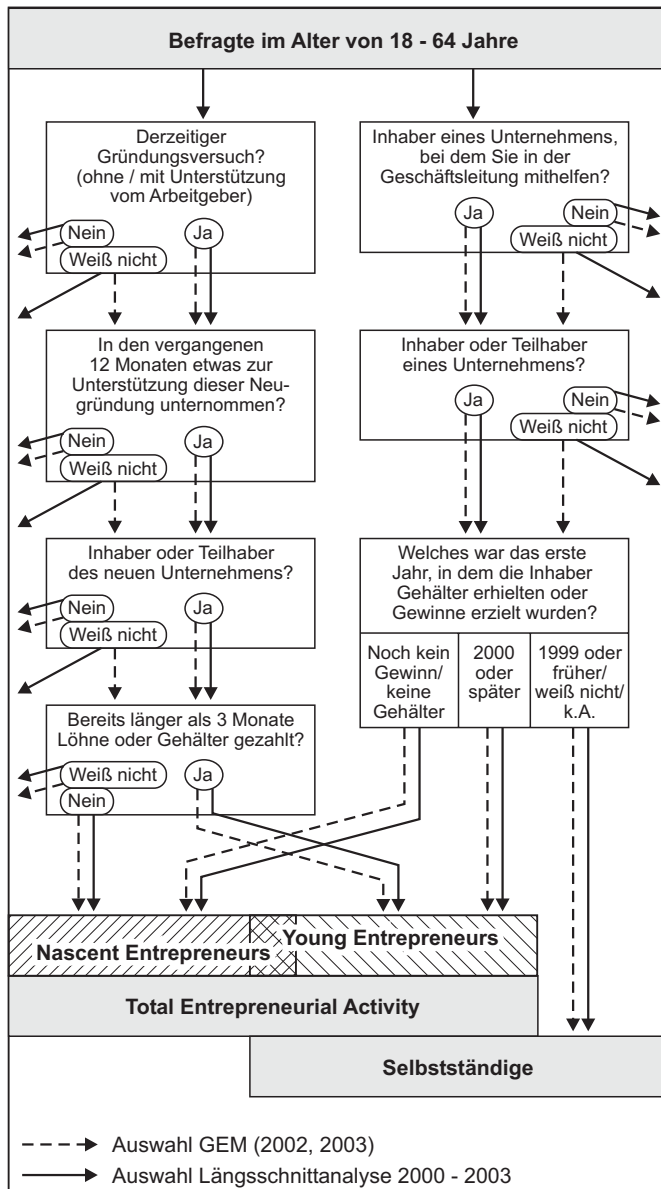 Befragte im Alter von 18 - 64 Jahre
Derzeitiger
Gründungsversuch?
(ohne / mit Unterstützung
vom Arbeitgeber)
Nein
Ja
Weiß nicht
In den vergangenen
12 Monaten etwas zur
Unterstützung dieser Neu-
gründung unternommen?
Nein
Ja
Weiß nicht
Inhaber oder Teilhaber
des neuen Unternehmens?
Nein
Ja
Weiß nicht
Bereits länger als 3 Monate
Löhne oder Gehälter gezahlt?
Weiß nicht
Ja
Nein
Inhaber eines Unternehmens,
bei dem Sie in der
Geschäftsleitung mithelfen?
Ja
Nein
Weiß nicht
Inhaber oder Teilhaber
eines Unternehmens?
Ja
Nein
Weiß nicht
Welches war das erste
Jahr, in dem die Inhaber
Gehälter erhielten oder
Gewinne erzielt wurden?
Noch kein
Gewinn/
keine
Gehälter
2000
oder
später
1999 oder
früher/
weiß nicht/
k.A.
Nascent Entrepreneurs
Young Entrepreneurs
Total Entrepreneurial Activity
Selbstständige
Auswahl GEM (2002, 2003)
Auswahl Längsschnittanalyse 2000 - 2003